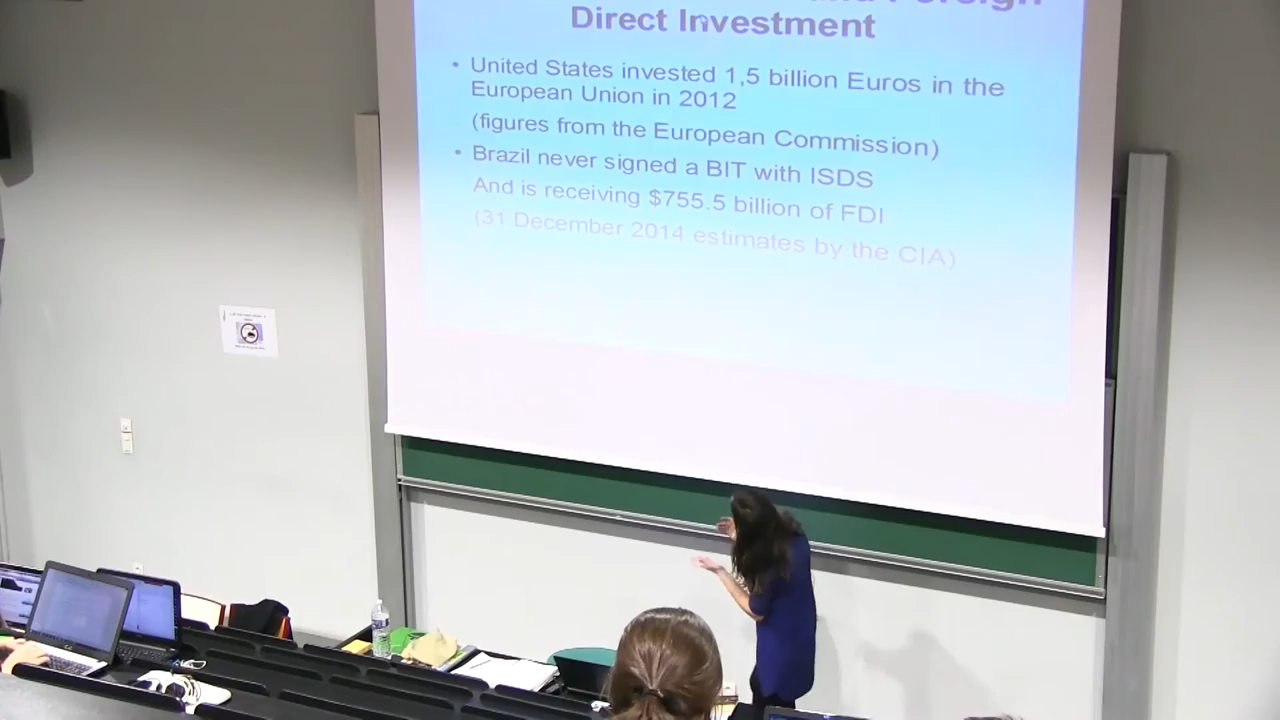 Foreign
Direct Investment
• United States invested 1,5 billion Euros in the
European Union in 2012
(figures from the European Commission)
• Brazil never signed a BIT with ISDS
And is receiving $755.5 billion of FDI
(31 December 2014 estimates by the CIA)